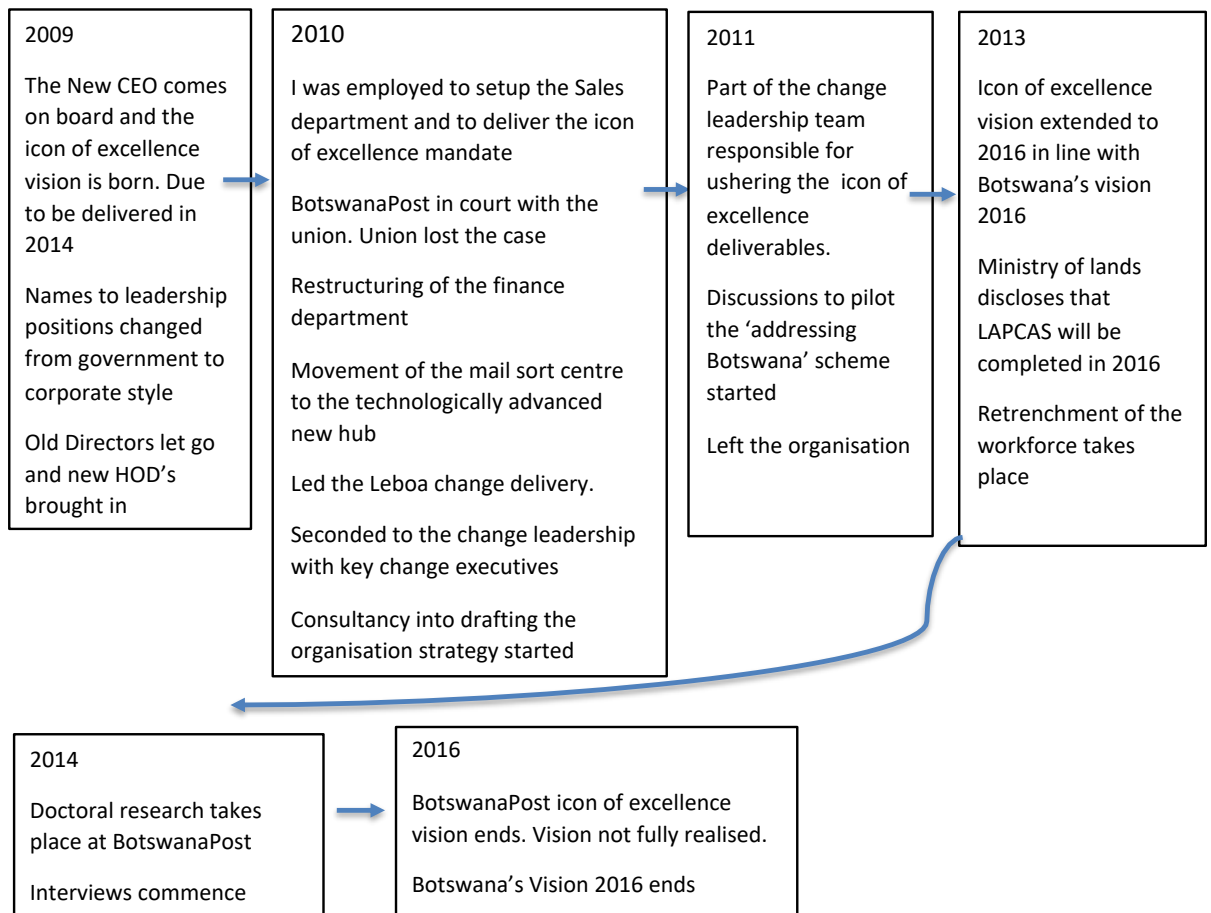 2009
The New CEO comes
on board and the
icon of excellence
vision is born. Due
to be delivered in
2014
Names to leadership
positions changed
from government to
corporate style
Old Directors let go
and new HOD's
brought in
2010
I was employed to setup the Sales
department and to deliver the icon
of excellence mandate
BotswanaPost in court with the
union. Union lost the case
Restructuring of the finance
department
Movement of the mail sort centre
to the technologically advanced
new hub
Led the Leboa change delivery.
Seconded to the change leadership
with key change executives
Consultancy into drafting the
organisation strategy started
2011
Part of the change
leadership team
responsible for
ushering the icon of
excellence
deliverables.
Discussions to pilot
the ‘addressing
Botswana’ scheme
started
Left the organisation
2013
Icon of excellence
vision extended to
2016 in line with
Botswana’s vision
2016
Ministry of lands
discloses that
LAPCAS will be
completed in 2016
Retrenchment of the
workforce takes
place
2014
Doctoral research takes
place at BotswanaPost
Interviews commence
2016
BotswanaPost icon of excellence
vision ends. Vision not fully realised.
Botswana’s Vision 2016 ends